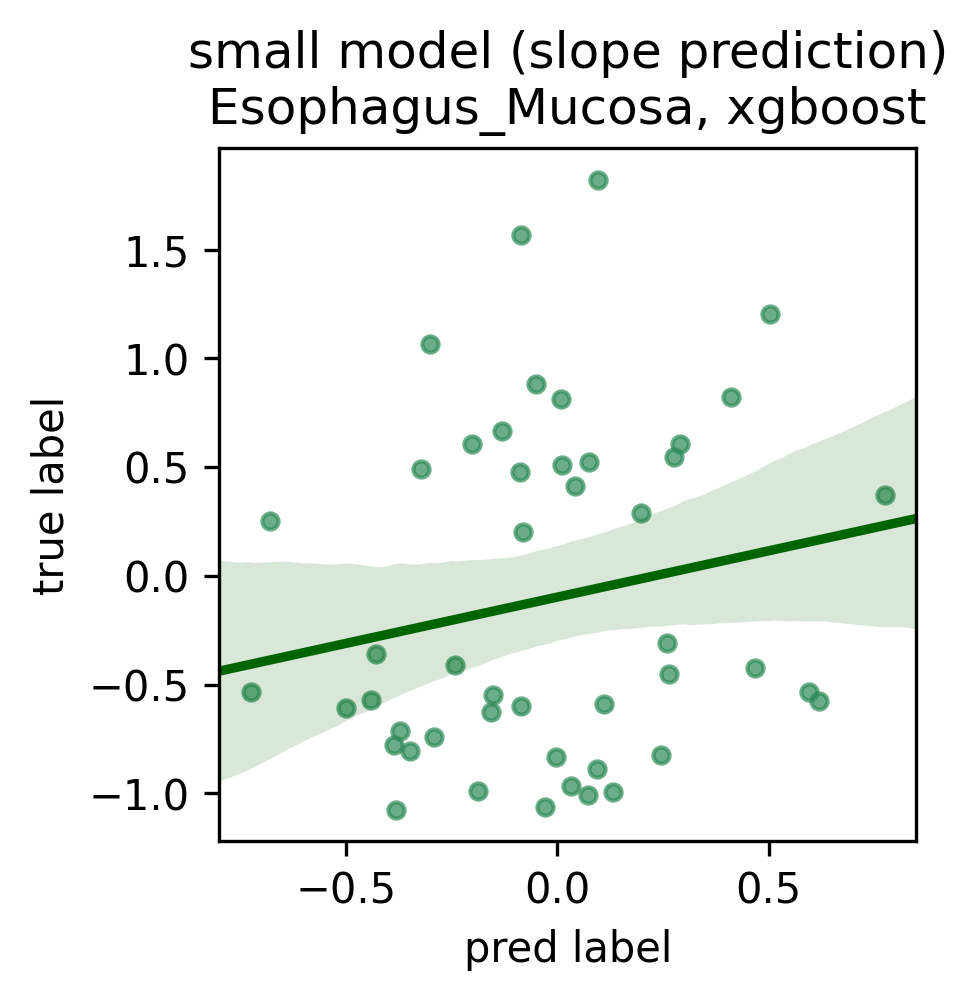 small model (slope prediction)
Esophagus_Mucosa, xgboost
1.5
1.0
0.5
0.0
−0.5
−1.0
true label
−0.5
0.0
0.5
pred label